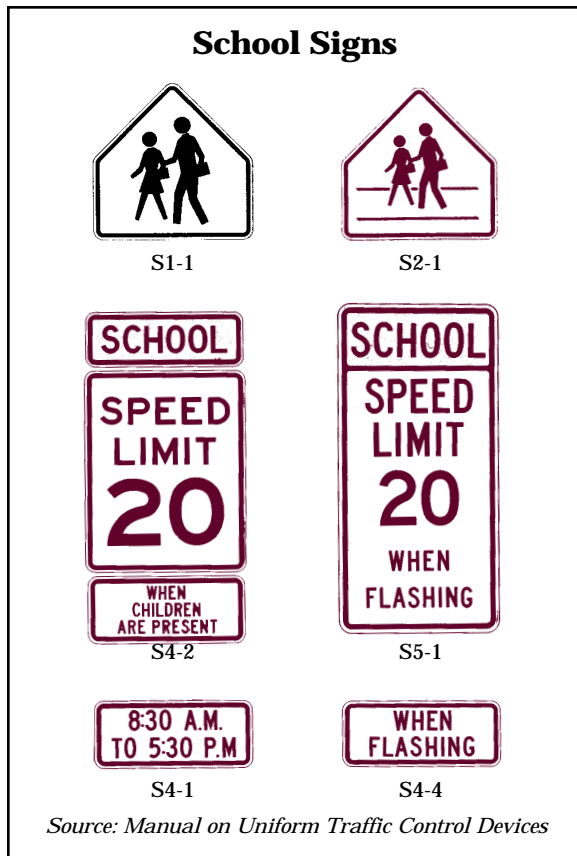 School Signs
S1-1
S2-1
SCHOOL
SPEED
LIMIT
20
WHEN
CHILDREN
ARE PRESENT
S4-2
SCHOOL
SPEED
LIMIT
20
WHEN
FLASHING
S5-1
8:30 A.M.
TO 5:30 P.M
S4-1
WHEN
FLASHING
S4-4
Source: Manual on Uniform Traffic Control Devices